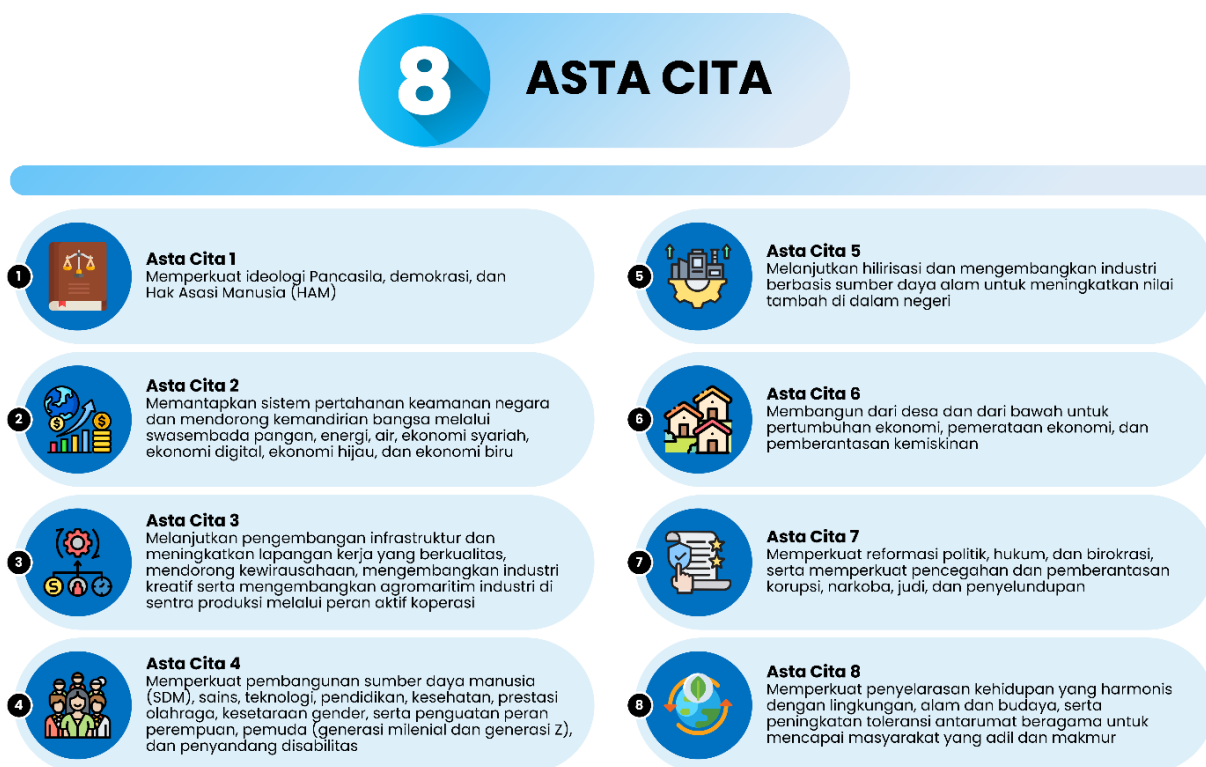 8
ASTA CITA
1
Asta Cita 1
Memperkuat ideologi Pancasila, demokrasi, dan
Hak Asasi Manusia (HAM)
2
Asta Cita 2
Memantapkan sistem pertahanan keamanan negara
dan mendorong kemandirian bangsa melalui
swasembada pangan, energi, air, ekonomi syariah,
ekonomi digital, ekonomi hijau, dan ekonomi biru
3
Asta Cita 3
Melanjutkan pengembangan infrastruktur dan
meningkatkan lapangan kerja yang berkualitas,
mendorong kewirausahaan, mengembangkan industri
kreatif serta mengembangkan agromaritim industri di
sentra produksi melalui peran aktif koperasi
4
Asta Cita 4
Memperkuat pembangunan sumber daya manusia
(SDM), sains, teknologi, pendidikan, kesehatan, prestasi
olahraga, kesetaraan gender, serta penguatan peran
perempuan, pemuda (generasi milenial dan generasi Z),
dan penyandang disabilitas
5
Asta Cita 5
Melanjutkan hilirisasi dan mengembangkan industri
berbasis sumber daya alam untuk meningkatkan nilai
tambah di dalam negeri
6
Asta Cita 6
Membangun dari desa dan dari bawah untuk
pertumbuhan ekonomi, pemerataan ekonomi, dan
pemberantasan kemiskinan
7
Asta Cita 7
Memperkuat reformasi politik, hukum, dan birokrasi,
serta memperkuat pencegahan dan pemberantasan
korupsi, narkoba, judi, dan penyelundupan
8
Asta Cita 8
Memperkuat penyelarasan kehidupan yang harmonis
dengan lingkungan, alam dan budaya, serta
peningkatan toleransi antarumat beragama untuk
mencapai masyarakat yang adil dan makmur